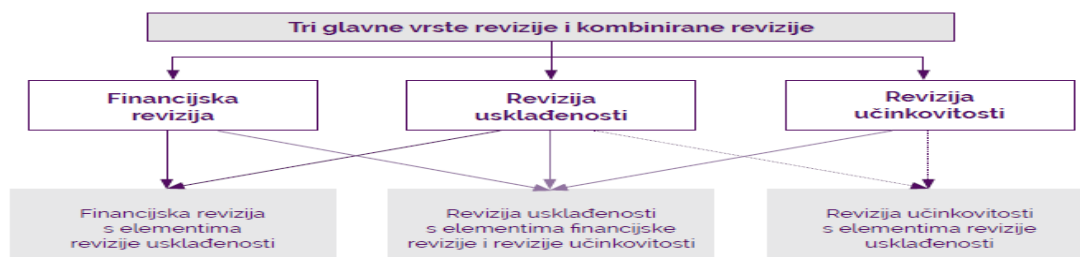 Tri glavne vrste revizije i kombinirane revizije
Financijska
revizija
Revizija
usklađenosti
Revizija
učinkovitosti
Financijska revizija
s elementima
revizije usklađenosti
Revizija usklađenosti
s elementima financijske
revizije i revizije učinkovitosti
Revizija učinkovitosti
s elementima revizije
usklađenosti